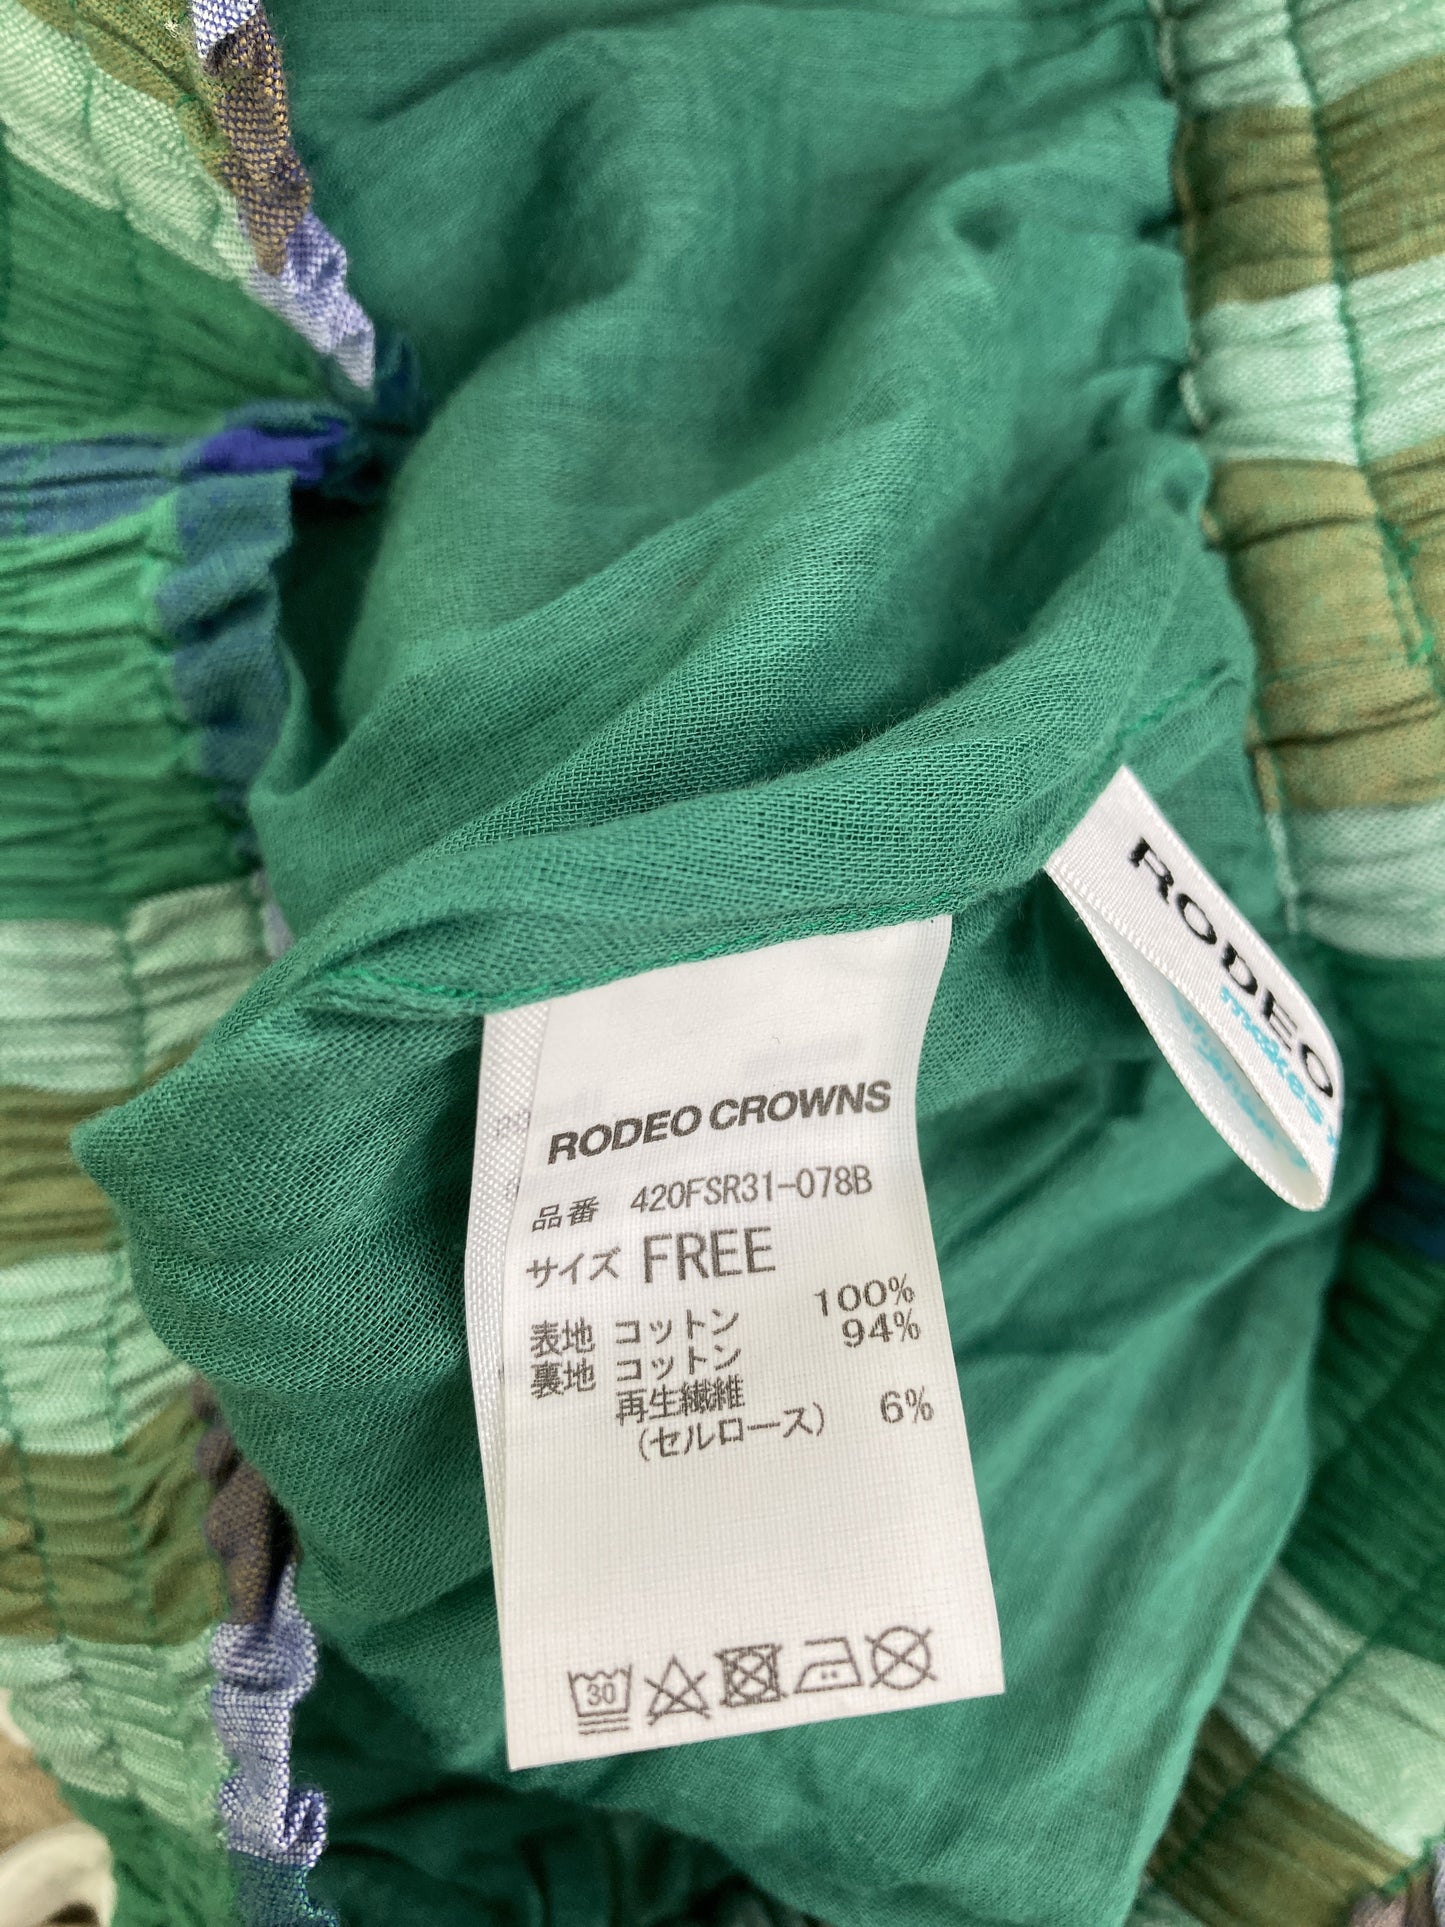 RODEO
makes
RODEO CROWNS
品番 420FSR31-078B
サイズ FREE
表地 コットン 100%
裏地 コットン 94%
再生繊維
(セルロース) 6%
30